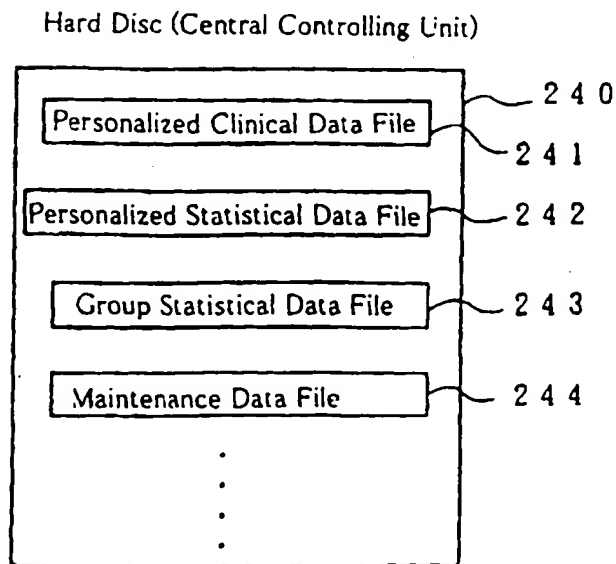 Hard Disc (Central Controlling Unit)
240
Personalized Clinical Data File
241
Personalized Statistical Data File 242
Group Statistical Data File 243
Maintenance Data File 244